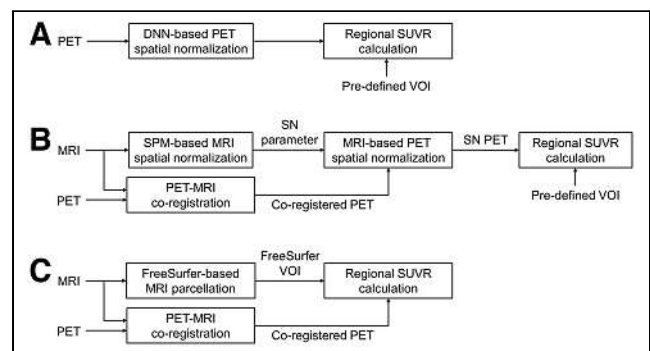 A
PET
DNN-based PET
spatial normalization
Regional SUVR
calculation
Pre-defined VOI
B
MRI
SPM-based MRI
spatial normalization
SN
parameter
MRI-based PET
spatial normalization
SN PET
Regional SUVR
calculation
PET
PET-MRI
co-registration
Co-registered PET
Pre-defined VOI
C
MRI
FreeSurfer-based
MRI parcellation
FreeSurfer
VOI
Regional SUVR
calculation
PET
PET-MRI
co-registration
Co-registered PET